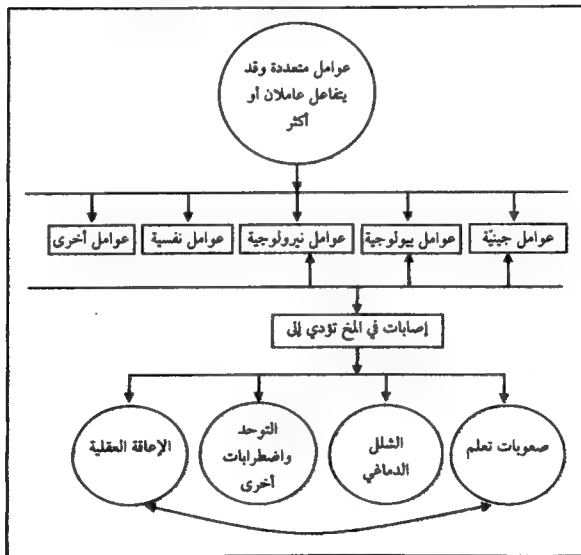 عوامل متعددة وقد
يتفاعل عاملان أو
أكثر
عوامل جينيّة
عوامل بيولوجية
عوامل نيرولوجية
عوامل نفسية
عوامل أخرى
إصابات في المخ تؤدي إلى
صعوبات تعلم
الشلل
الدماغي
التوحد
واضطرابات
أخرى
الإعاقة العقلية